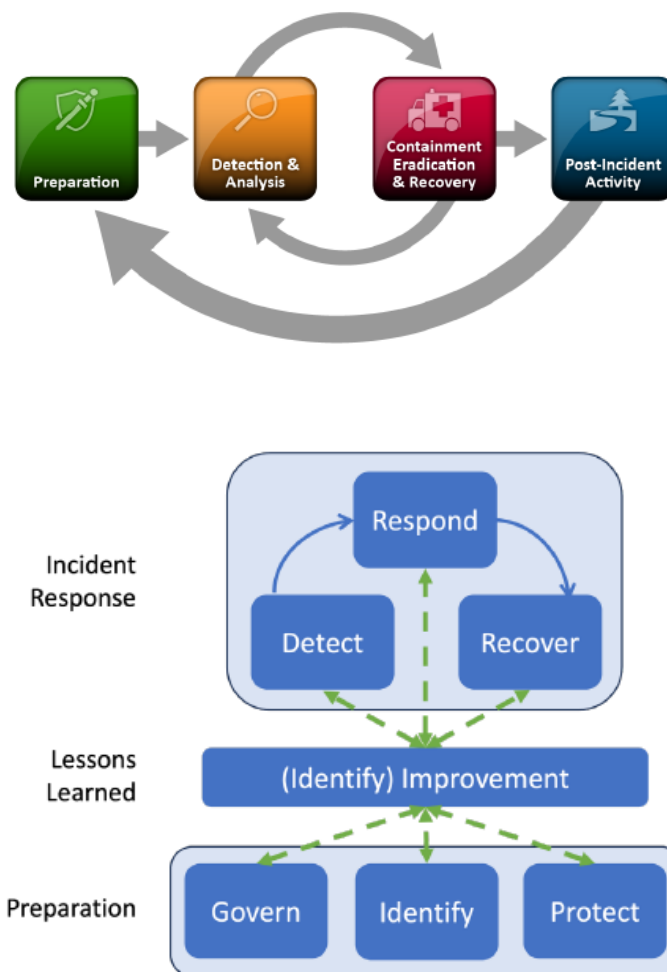 Preparation
Detection &
Analysis
Containment
Eradication
& Recovery
Post-Incident
Activity
Incident
Response
Respond
Detect
Recover
Lessons
Learned
(Identify) Improvement
Preparation
Govern
Identify
Protect